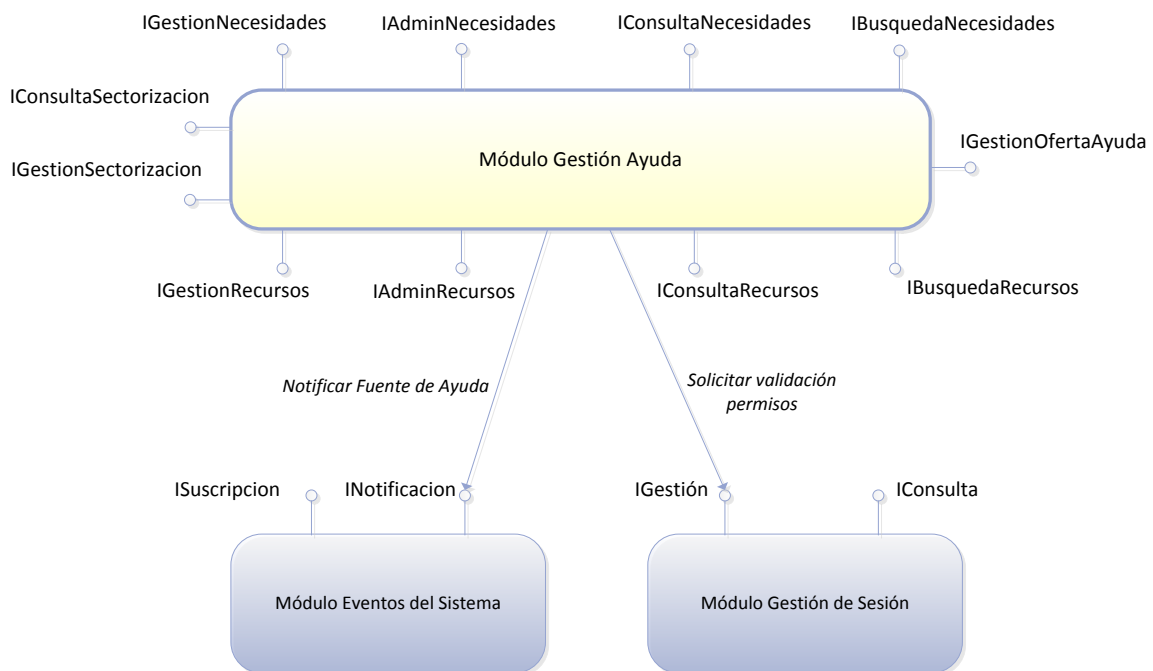 IGestionNecesidades
IAdminNecesidades
IConsultaNecesidades
IBusquedaNecesidades
IConsultaSectorizacion
IGestionOfertaAyuda
Módulo Gestión Ayuda
IGestionSectorizacion
IGestionRecursos
IAdminRecursos
IConsultaRecursos
IBusquedaRecursos
Notificar Fuente de Ayuda
Solicitar validación
permisos
ISuscripcion
INotificacion
IGestión
IConsulta
Módulo Eventos del Sistema
Módulo Gestión de Sesión